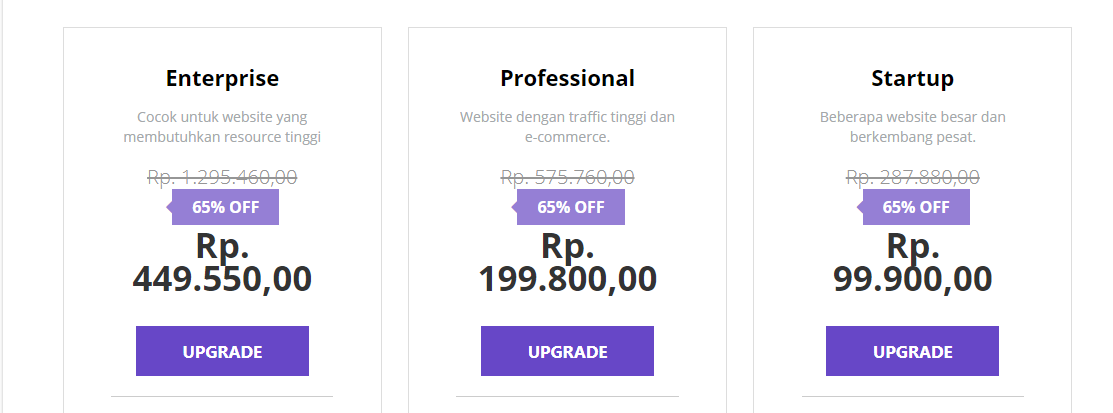 Enterprise
Cocok untuk website yang
membutuhkan resource tinggi
Rp. 1.295.460,00
65% OFF
Rp.
449.550,00
UPGRADE
Professional
Website dengan traffic tinggi dan
e-commerce.
Rp. 575.760,00
65% OFF
Rp.
199.800,00
UPGRADE
Startup
Beberapa website besar dan
berkembang pesat.
Rp. 287.880,00
65% OFF
Rp.
99.900,00
UPGRADE